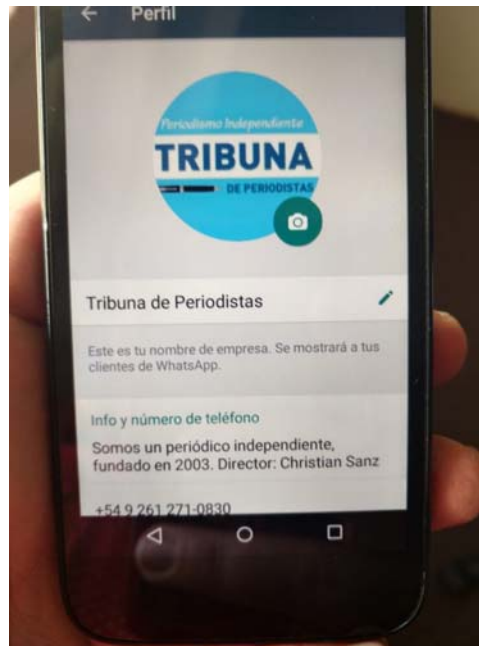 Perfil
Periodismo Independiente
TRIBUNA
DE PERIODISTAS
Tribuna de Periodistas
Este es tu nombre de empresa. Se mostrará a tus
clientes de WhatsApp.
Info y número de teléfono
Somos un periódico independiente,
fundado en 2003. Director: Christian Sanz
+54 9 261 271-0830